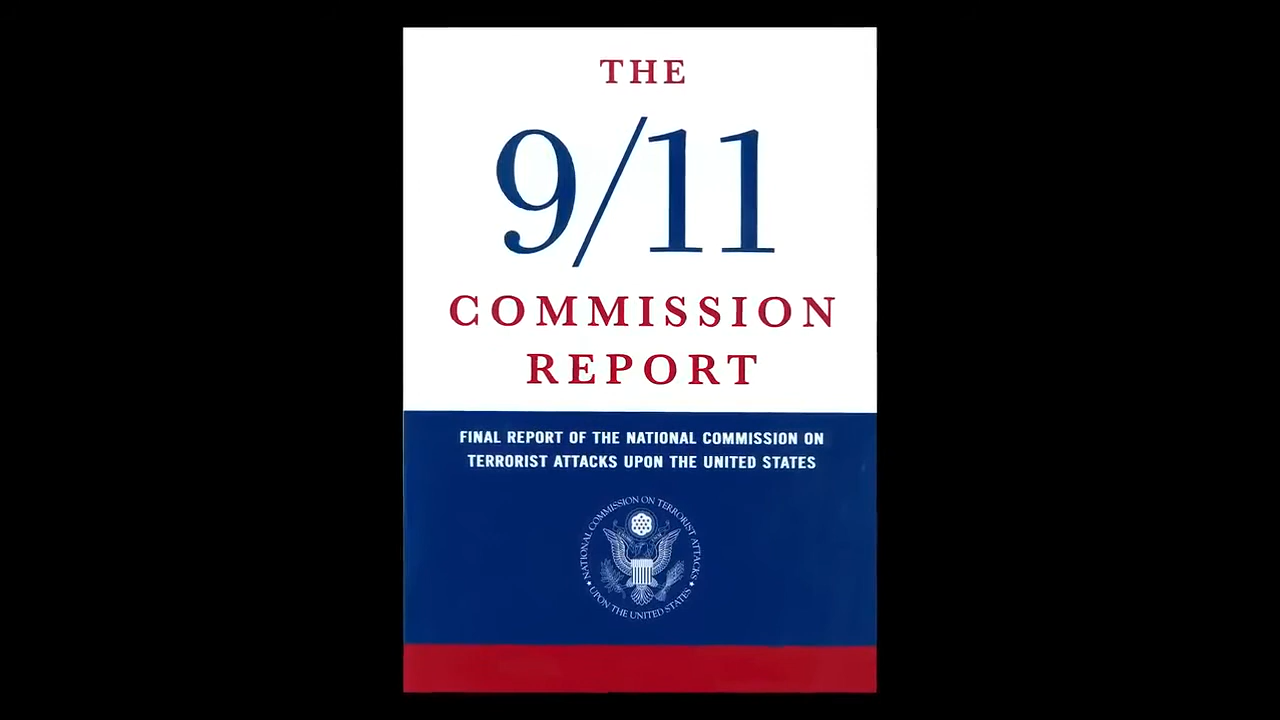 THE
9/11
COMMISSION
REPORT
FINAL REPORT OF THE NATIONAL COMMISSION ON
TERRORIST ATTACKS UPON THE UNITED STATES
NATIONAL COMMISSION ON TERRORIST ATTACKS
★ UPON THE UNITED STATES ★